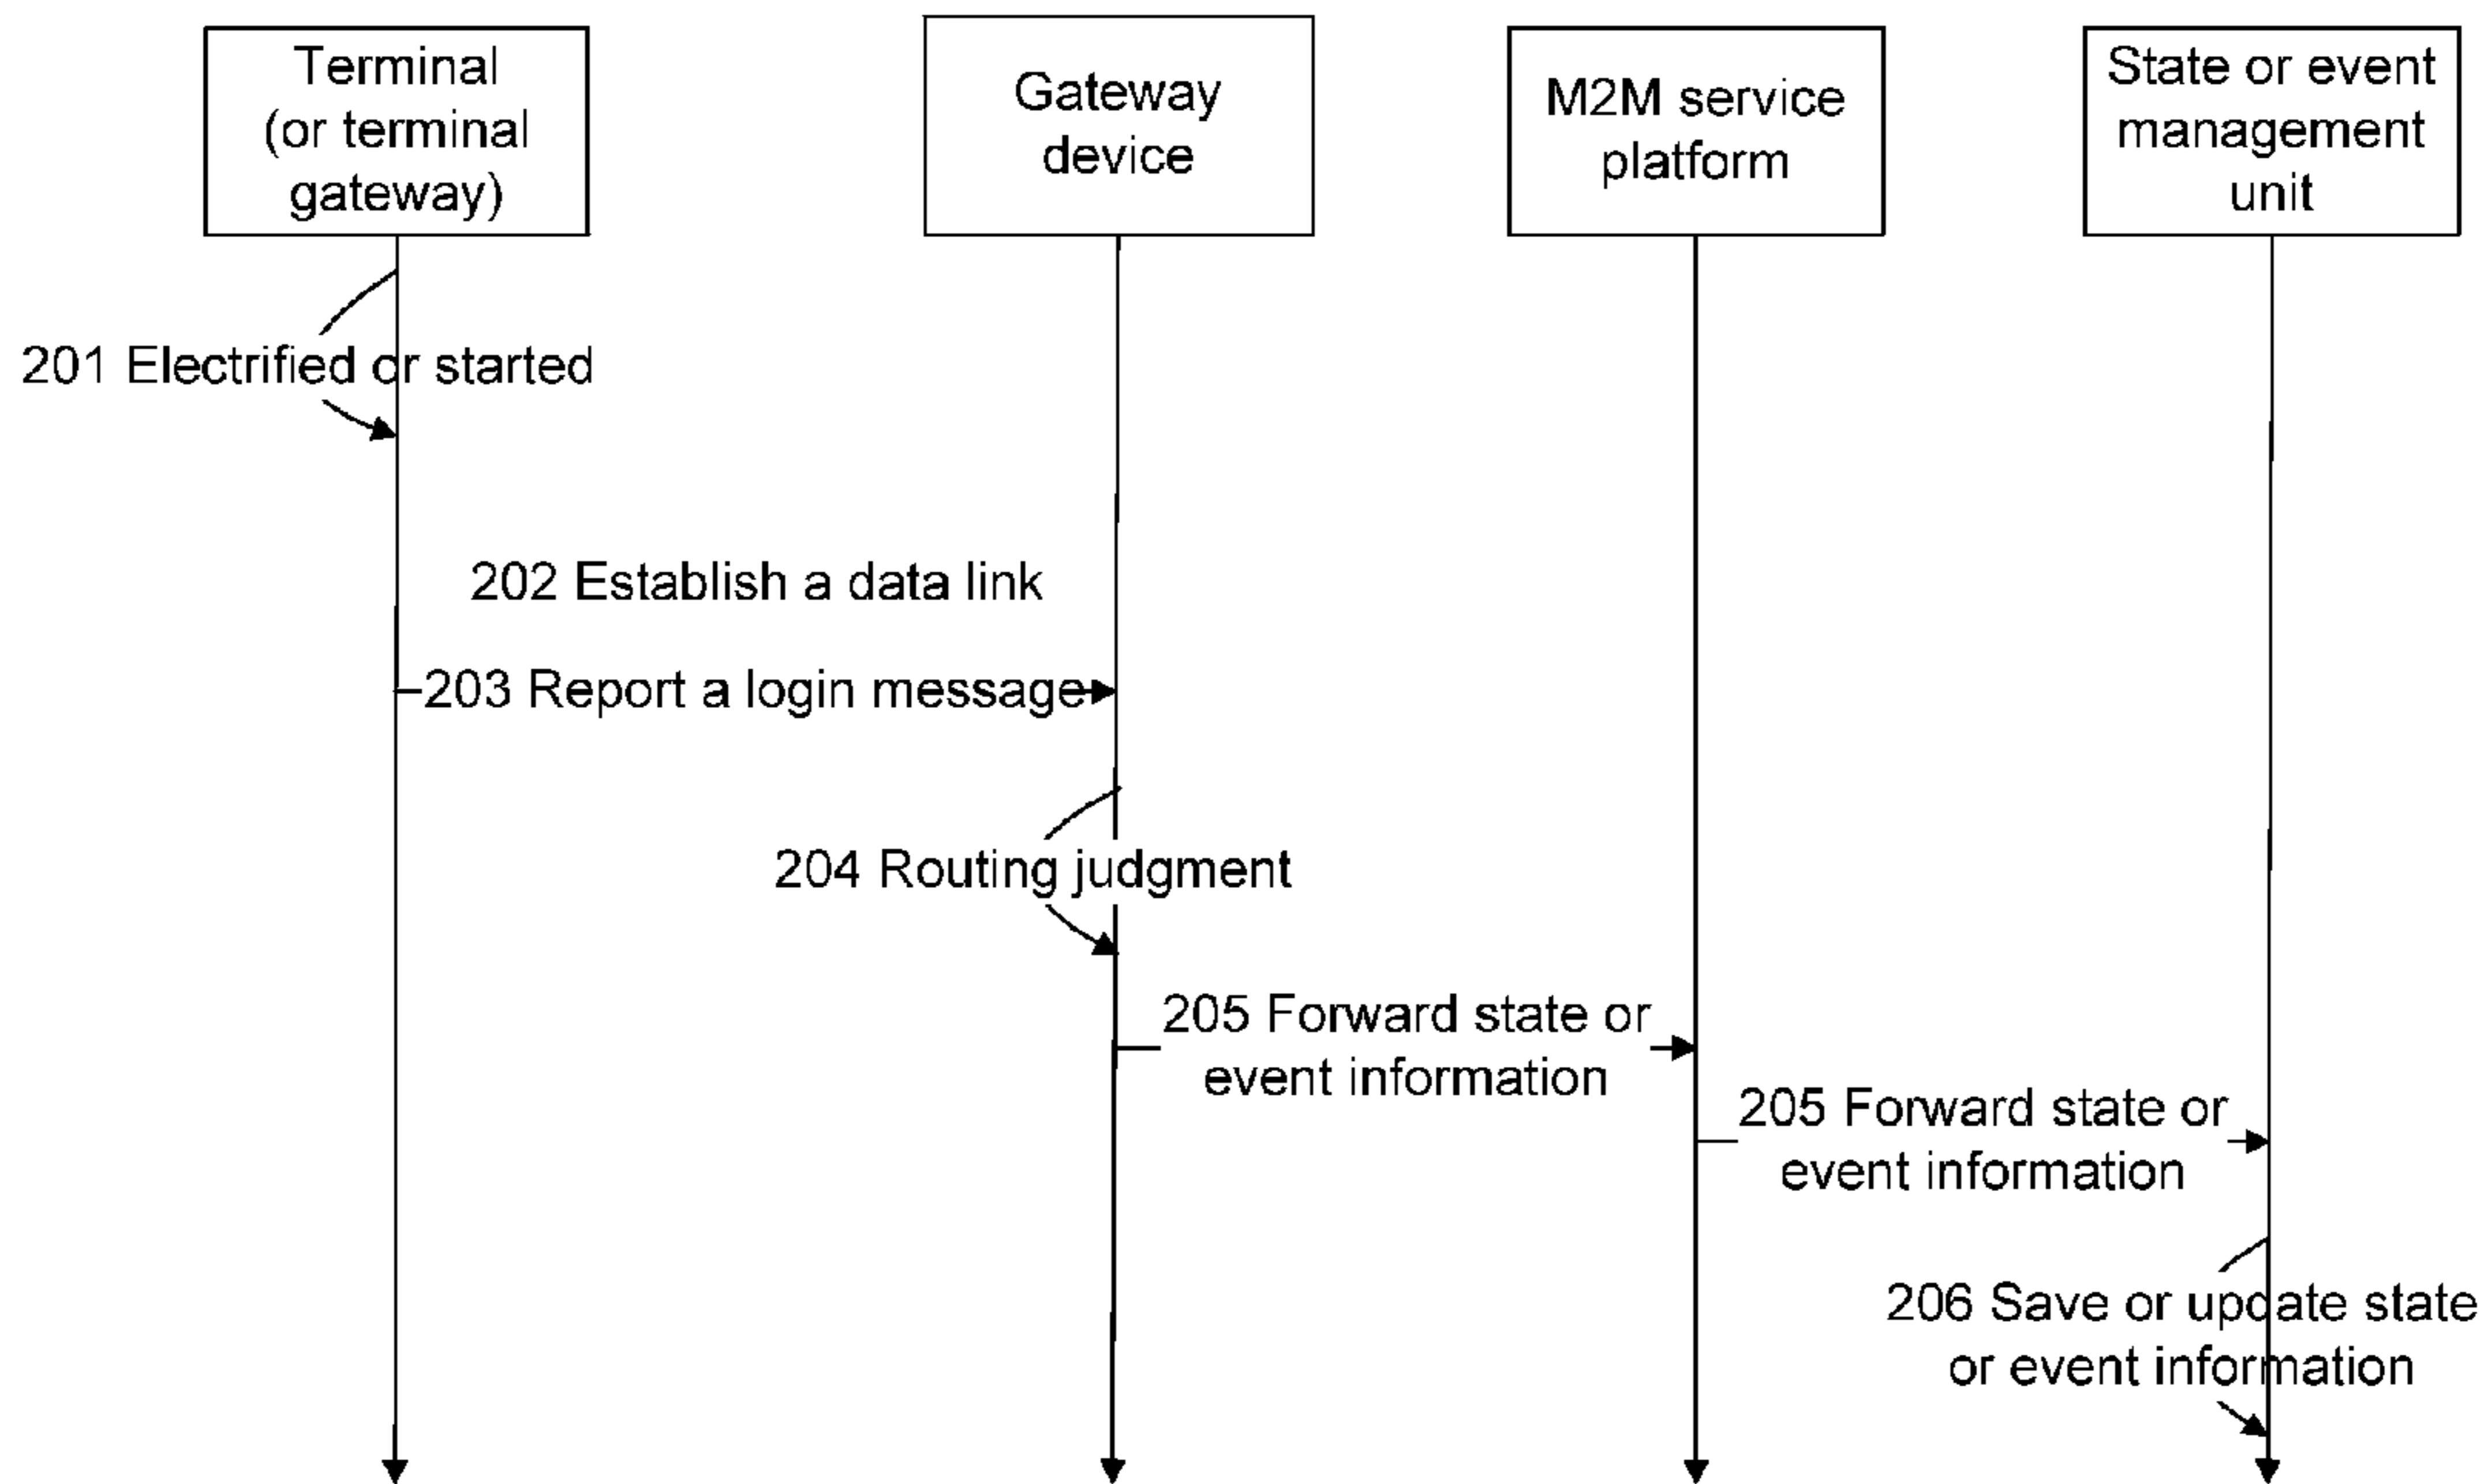 Terminal
(or terminal
gateway)
Gateway
device
M2M service
platform
State or event
management
unit
201 Electrified or started
202 Establish a data link
203 Report a login message
204 Routing judgment
205 Forward state or
event information
205 Forward state or
event information
206 Save or update state
or event information